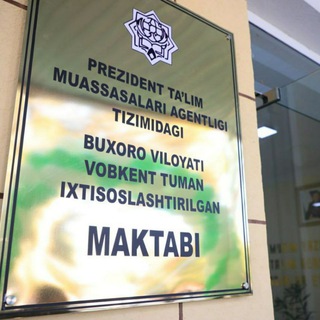 PREZIDENT TA'LIM
MUASSASALARI AGENTLIGI
TIZIMIDAGI
BUXORO VILOYATI
VOBKENT TUMAN
IXTISOSLASHTIRILGAN
MAKTABI